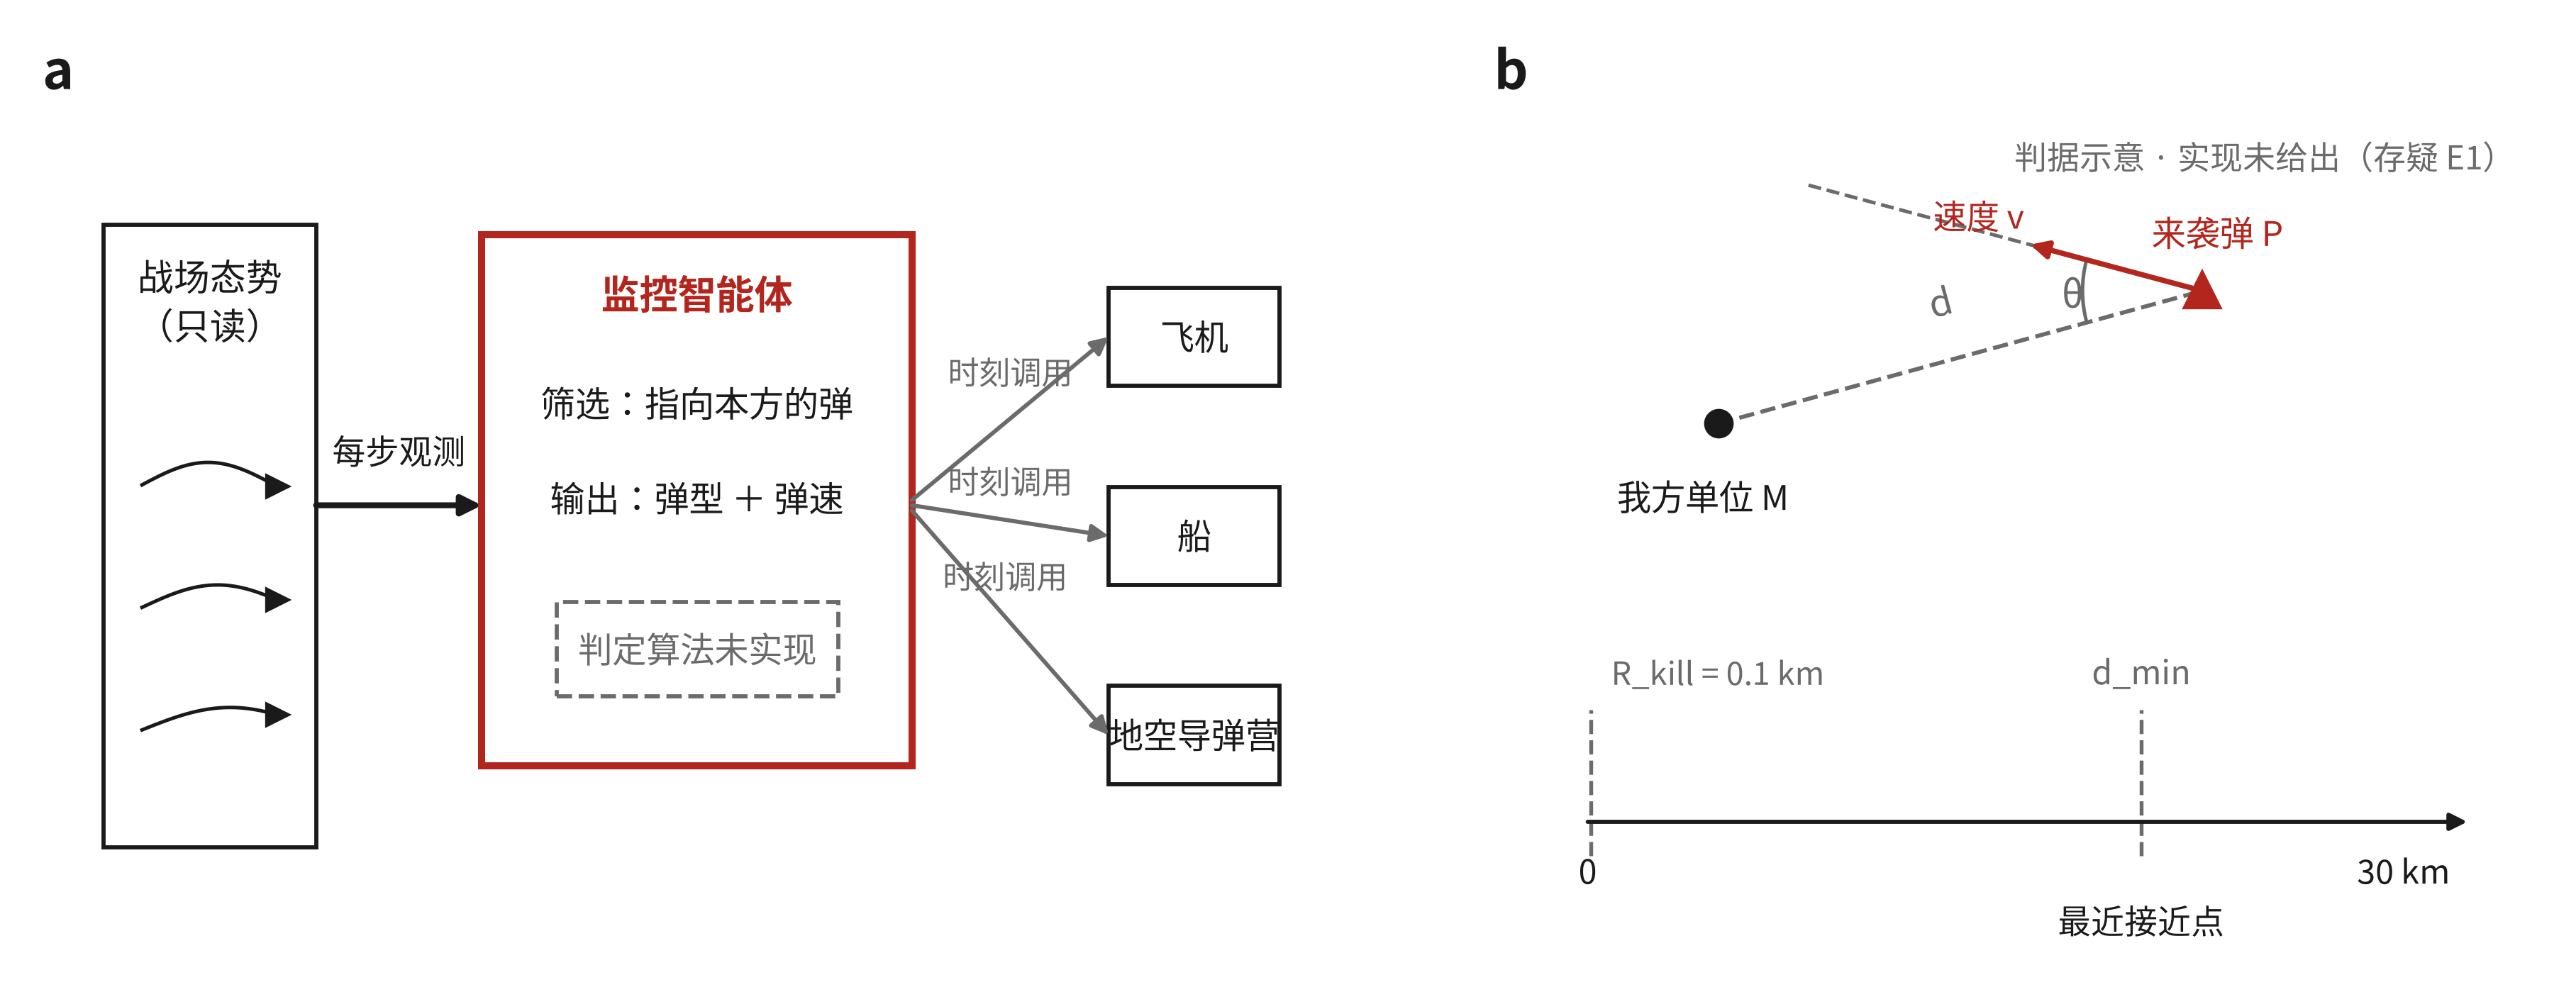 a
战场态势
（只读）
每步观测
监控智能体
筛选：指向本方的弹
输出：弹型 ＋ 弹速
判定算法未实现
时刻调用
时刻调用
时刻调用
飞机
船
地空导弹营
b
判据示意 · 实现未给出（存疑 E1）
速度 v
来袭弹 P
d
θ
我方单位 M
R_kill = 0.1 km
d_min
0
30 km
最近接近点